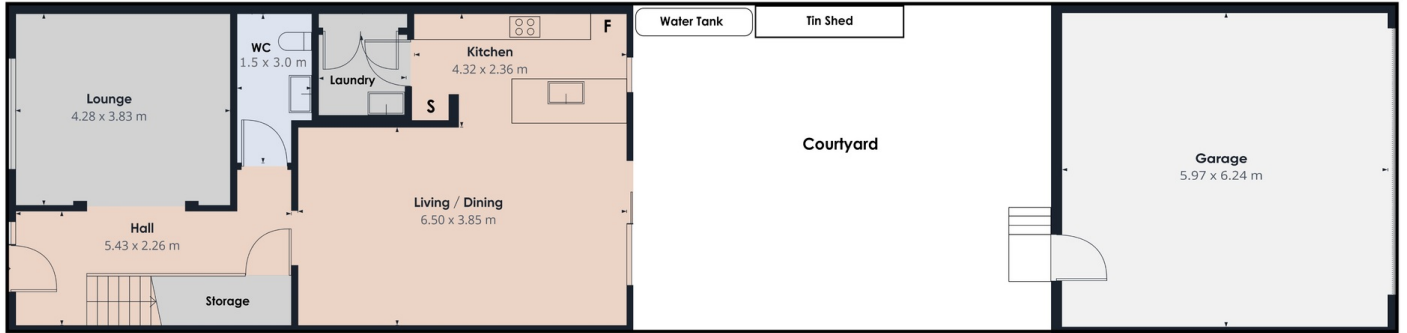 Lounge
4.28 x 3.83 m
WC
1.5 x 3.0 m
Laundry
Kitchen
4.32 x 2.36 m
F
S
Water Tank
Tin Shed
Courtyard
Garage
5.97 x 6.24 m
Living / Dining
6.50 x 3.85 m
Hall
5.43 x 2.26 m
Storage